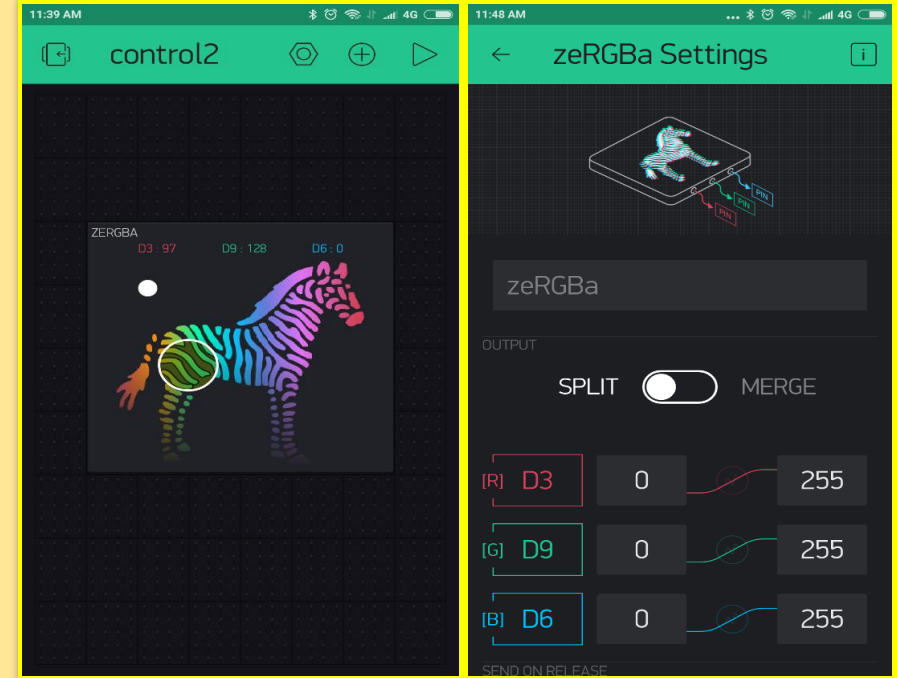 11:39 AM
4G
control2
ZERGBA
D3 : 97
D9 : 128
D6 : 0
11:48 AM
... 4G
zeRGBa Settings
i
PIN
PIN
PIN
zeRGBa
OUTPUT
SPLIT
MERGE
[R] D3 0 255
[G] D9 0 255
[B] D6 0 255
SEND ON RELEASE